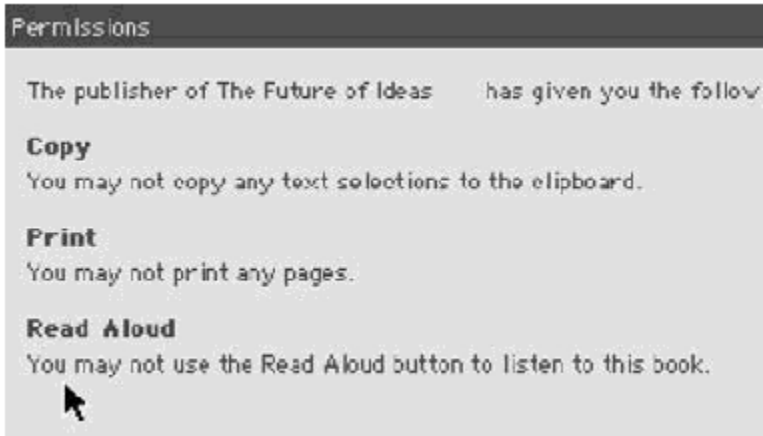 Permissions
The publisher of The Future of Ideas has given you the follow
Copy
You may not copy any text selections to the clipboard.
Print
You may not print any pages.
Read Aloud
You may not use the Read Aloud button to listen to this book.